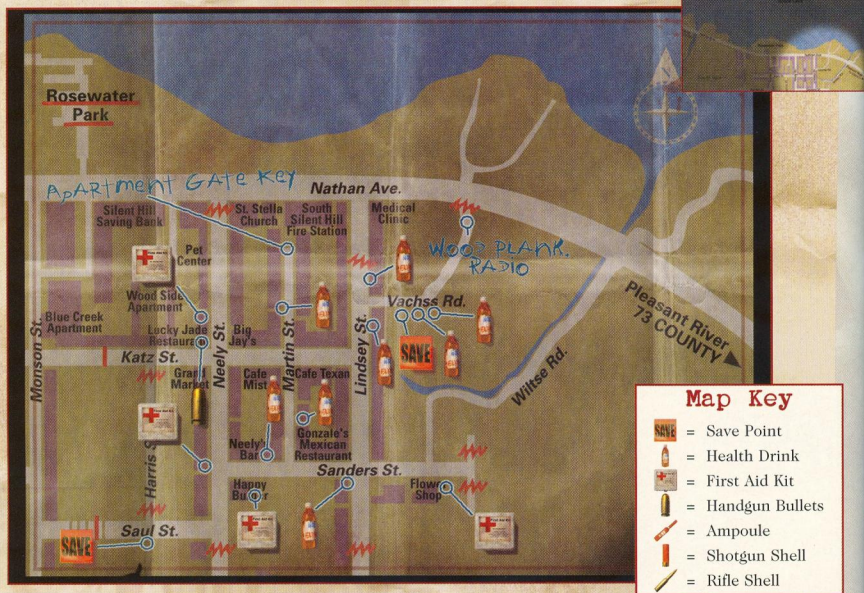 Rosewater
Park
APARTMENT GATE KEY
Nathan Ave.
Silent Hill
Saving Bank
St. Stella
Church
South
Silent Hill
Fire Station
Medical
Clinic
WOOD PLANK.
RADIO
Pet
Center
Wood Side
Apartment
Blue Creek
Apartment
Lucky Jade
Restaurant
Big
Jay's
Vachss Rd.
SAVE
Pleasant River
73 COUNTY
Monson St.
Katz St.
Neely St.
Martin St.
Lindsey St.
Wiltse Rd.
Grand
Market
Cafe
Mist
Cafe Texan
Neely's
Bar
Gonzale's
Mexican
Restaurant
Harris S
Sanders St.
Happy
Burger
Flower
Shop
Saul St.
SAVE
Map Key
SAVE = Save Point
= Health Drink
= First Aid Kit
= Handgun Bullets
= Ampoule
= Shotgun Shell
= Rifle Shell